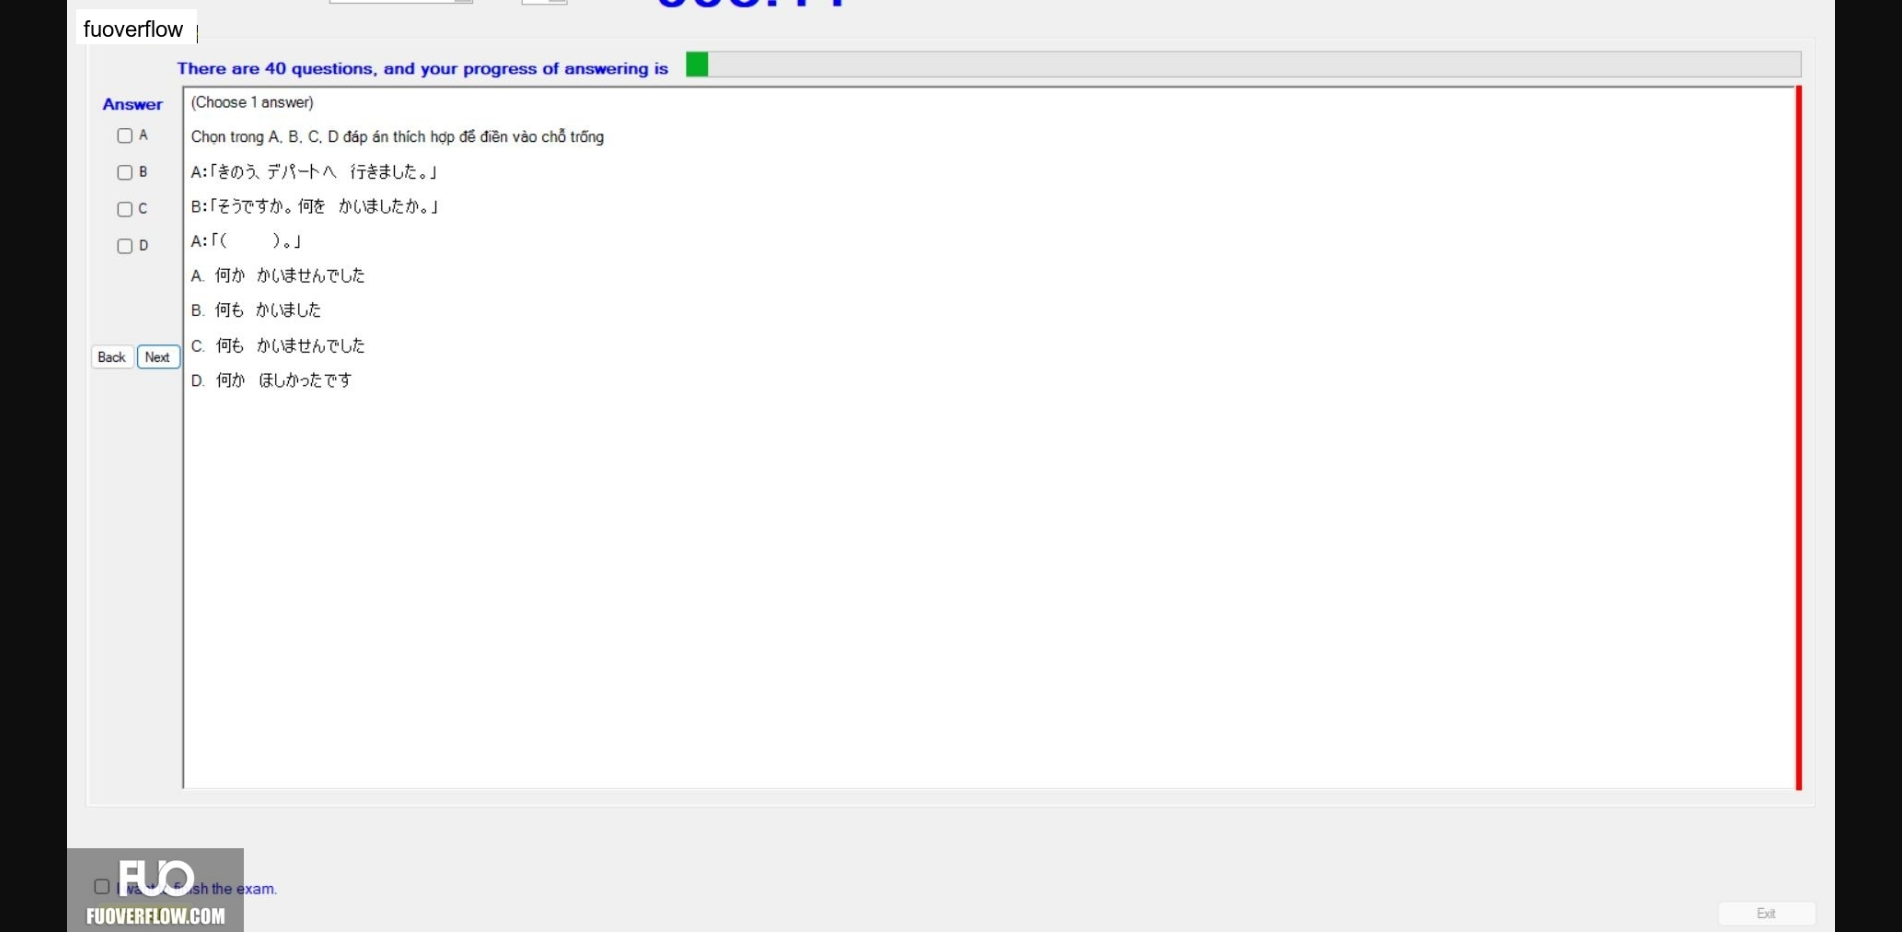 fuoverflow
There are 40 questions, and your progress of answering is
Answer
(Choose 1 answer)
A
Chọn trong A, B, C, D đáp án thích hợp để điền vào chỗ trống
B
A:「きのう、デパートへ 行きました。」
C
B:「そうですか。何を かいましたか。」
D
A:「( )。」
A. 何か かいませんでした
B. 何も かいました
C. 何も かいませんでした
Back Next
D. 何か ほしかったです
FUO
finish the exam.
FUOVERFLOW.COM
Exit